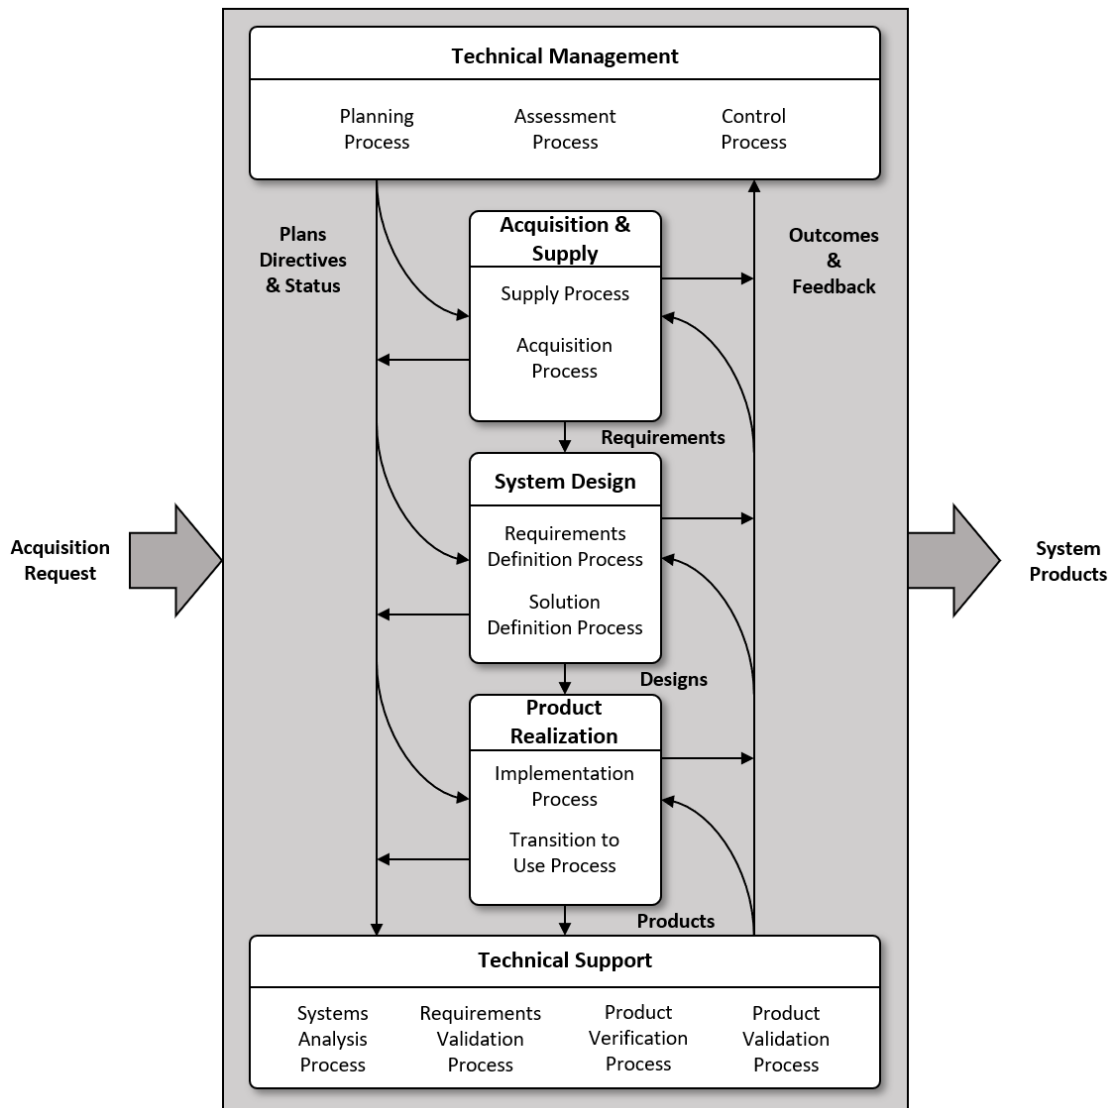 Technical Management
Planning
Process
Assessment
Process
Control
Process
Plans
Directives
& Status
Acquisition &
Supply
Supply Process
Acquisition
Process
Outcomes
&
Feedback
Requirements
System Design
Requirements
Definition Process
Solution
Definition Process
Acquisition
Request
System
Products
Designs
Product
Realization
Implementation
Process
Transition to
Use Process
Products
Technical Support
Systems
Analysis
Process
Requirements
Validation
Process
Product
Verification
Process
Product
Validation
Process